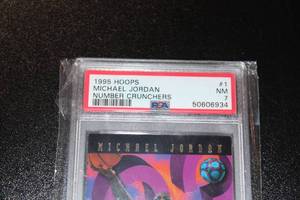 1995 HOOPS #1
MICHAEL JORDAN NM
NUMBER CRUNCHERS PSA 7
50606934
MICHAEL JORDAN